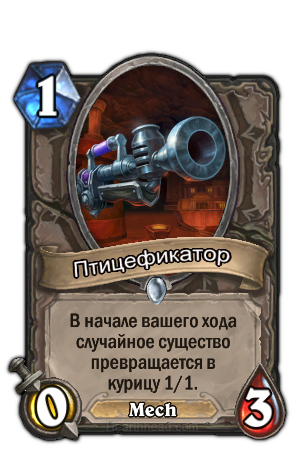 1
Птицефикатор
В начале вашего хода
случайное существо
превращается в
курицу 1/1.
0
Mech
3